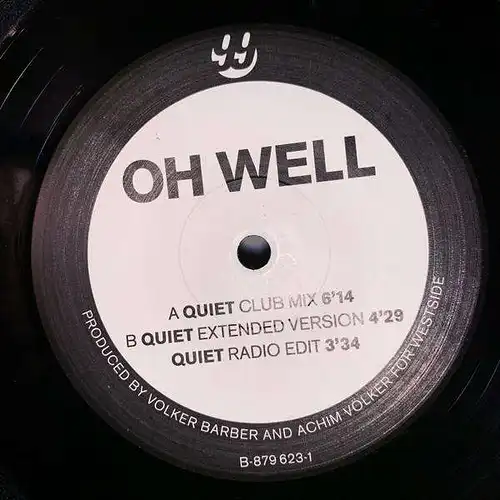 99
OH WELL
A QUIET CLUB MIX 6'14
B QUIET EXTENDED VERSION 4'29
QUIET RADIO EDIT 3'34
PRODUCED BY VOLKER BARBER AND ACHIM VÖLKER FOR WESTSIDE
B-879 623-1